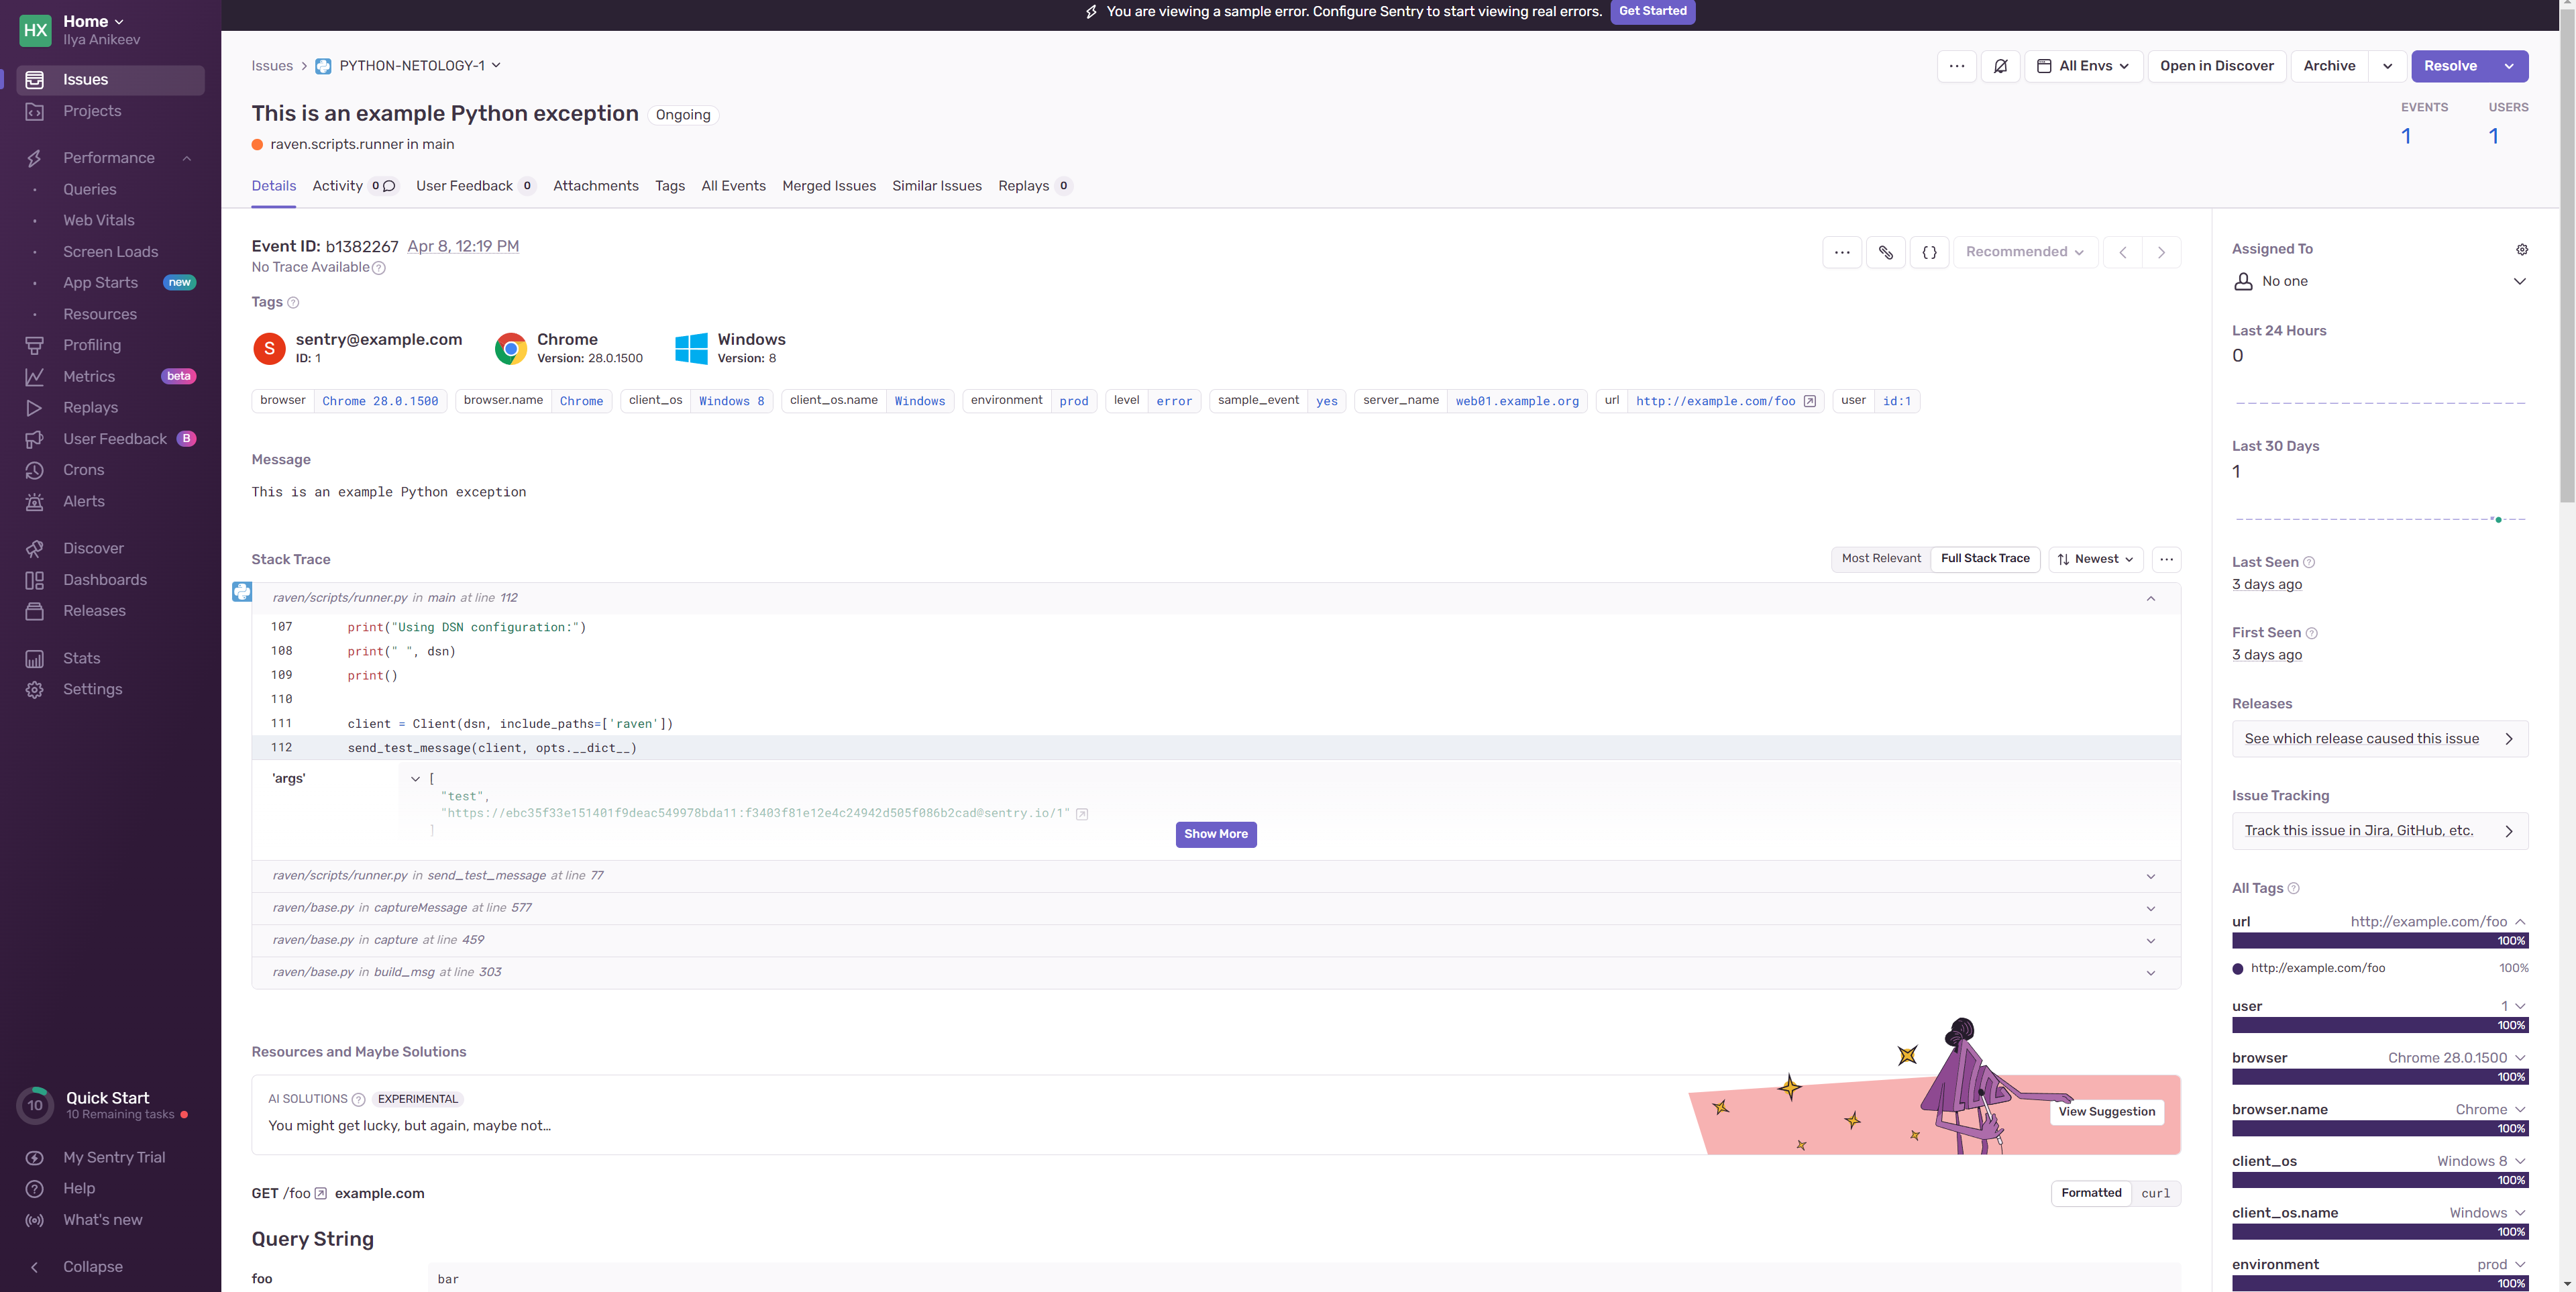 HX
Home
Ilya Anikeev
Issues
Projects
Performance
Queries
Web Vitals
Screen Loads
App Starts new
Resources
Profiling
Metrics beta
Replays
User Feedback B
Crons
Alerts
Discover
Dashboards
Releases
Stats
Settings
10
Quick Start
10 Remaining tasks
My Sentry Trial
Help
What's new
Collapse
You are viewing a sample error. Configure Sentry to start viewing real errors. Get Started
Issues > PYTHON-NETOLOGY-1
... All Envs Open in Discover Archive Resolve
This is an example Python exception Ongoing
raven.scripts.runner in main
EVENTS USERS
1 1
Details Activity 0 User Feedback 0 Attachments Tags All Events Merged Issues Similar Issues Replays 0
Event ID: b1382267 Apr 8, 12:19 PM
No Trace Available ?
... {} Recommended < >
Tags ?
S
sentry@example.com
ID: 1
Chrome
Version: 28.0.1500
Windows
Version: 8
browser Chrome 28.0.1500 browser.name Chrome client_os Windows 8 client_os.name Windows environment prod level error sample_event yes server_name web01.example.org url http://example.com/foo user id:1
Message
This is an example Python exception
Stack Trace
Most Relevant Full Stack Trace Newest ...
raven/scripts/runner.py in main at line 112
107 print("Using DSN configuration:")
108 print(" ", dsn)
109 print()
110
111 client = Client(dsn, include_paths=['raven'])
112 send_test_message(client, opts.__dict__)
'args' [
"test",
"https://ebc35f33e151401f9deac549978bda11:f3403f81e12e4c24942d505f086b2cad@sentry.io/1"
]
Show More
raven/scripts/runner.py in send_test_message at line 77
raven/base.py in captureMessage at line 577
raven/base.py in capture at line 459
raven/base.py in build_msg at line 303
Resources and Maybe Solutions
AI SOLUTIONS ? EXPERIMENTAL
You might get lucky, but again, maybe not...
View Suggestion
GET /foo example.com
Formatted curl
Query String
foo bar
Assigned To
No one
Last 24 Hours
0
Last 30 Days
1
Last Seen ?
3 days ago
First Seen ?
3 days ago
Releases
See which release caused this issue
Issue Tracking
Track this issue in Jira, GitHub, etc.
All Tags ?
url http://example.com/foo
100%
http://example.com/foo 100%
user 1
100%
browser Chrome 28.0.1500
100%
browser.name Chrome
100%
client_os Windows 8
100%
client_os.name Windows
100%
environment prod
100%